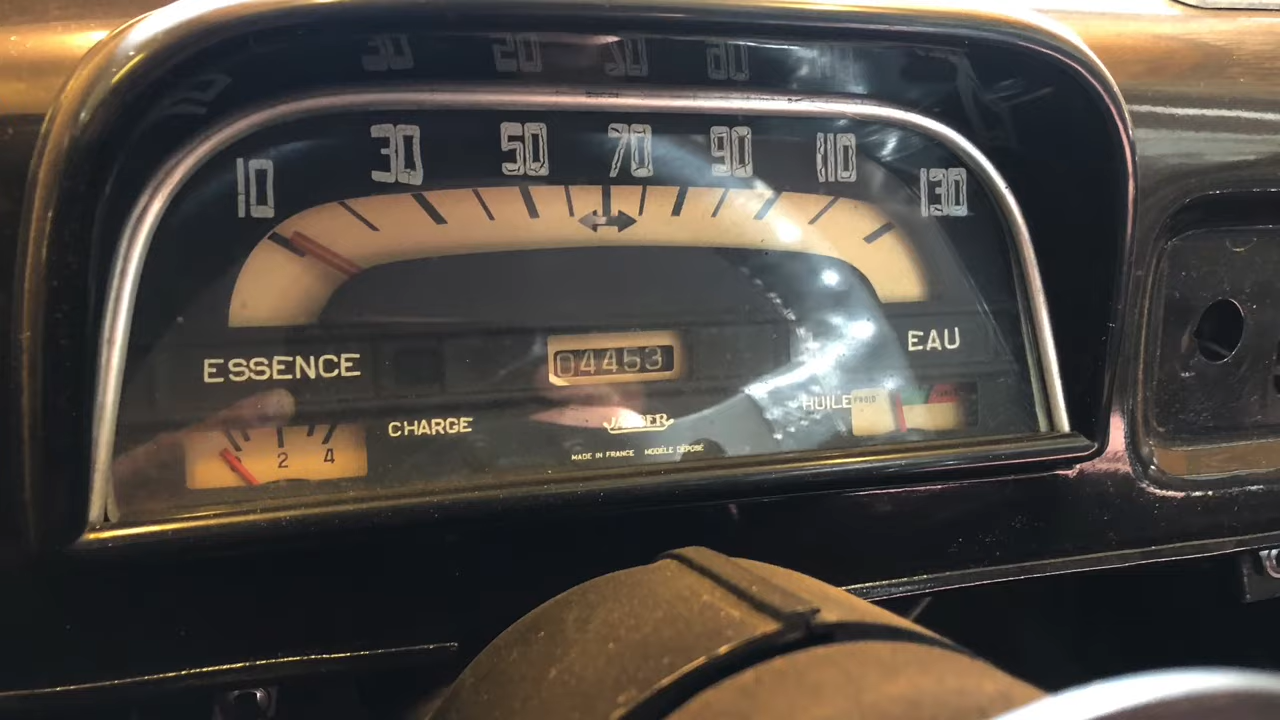 10 30 50 70 90 110 130
ESSENCE
04453
EAU
CHARGE
JAEGER
HUILE
FROID
2 4
MADE IN FRANCE MODÈLE DÉPOSÉ